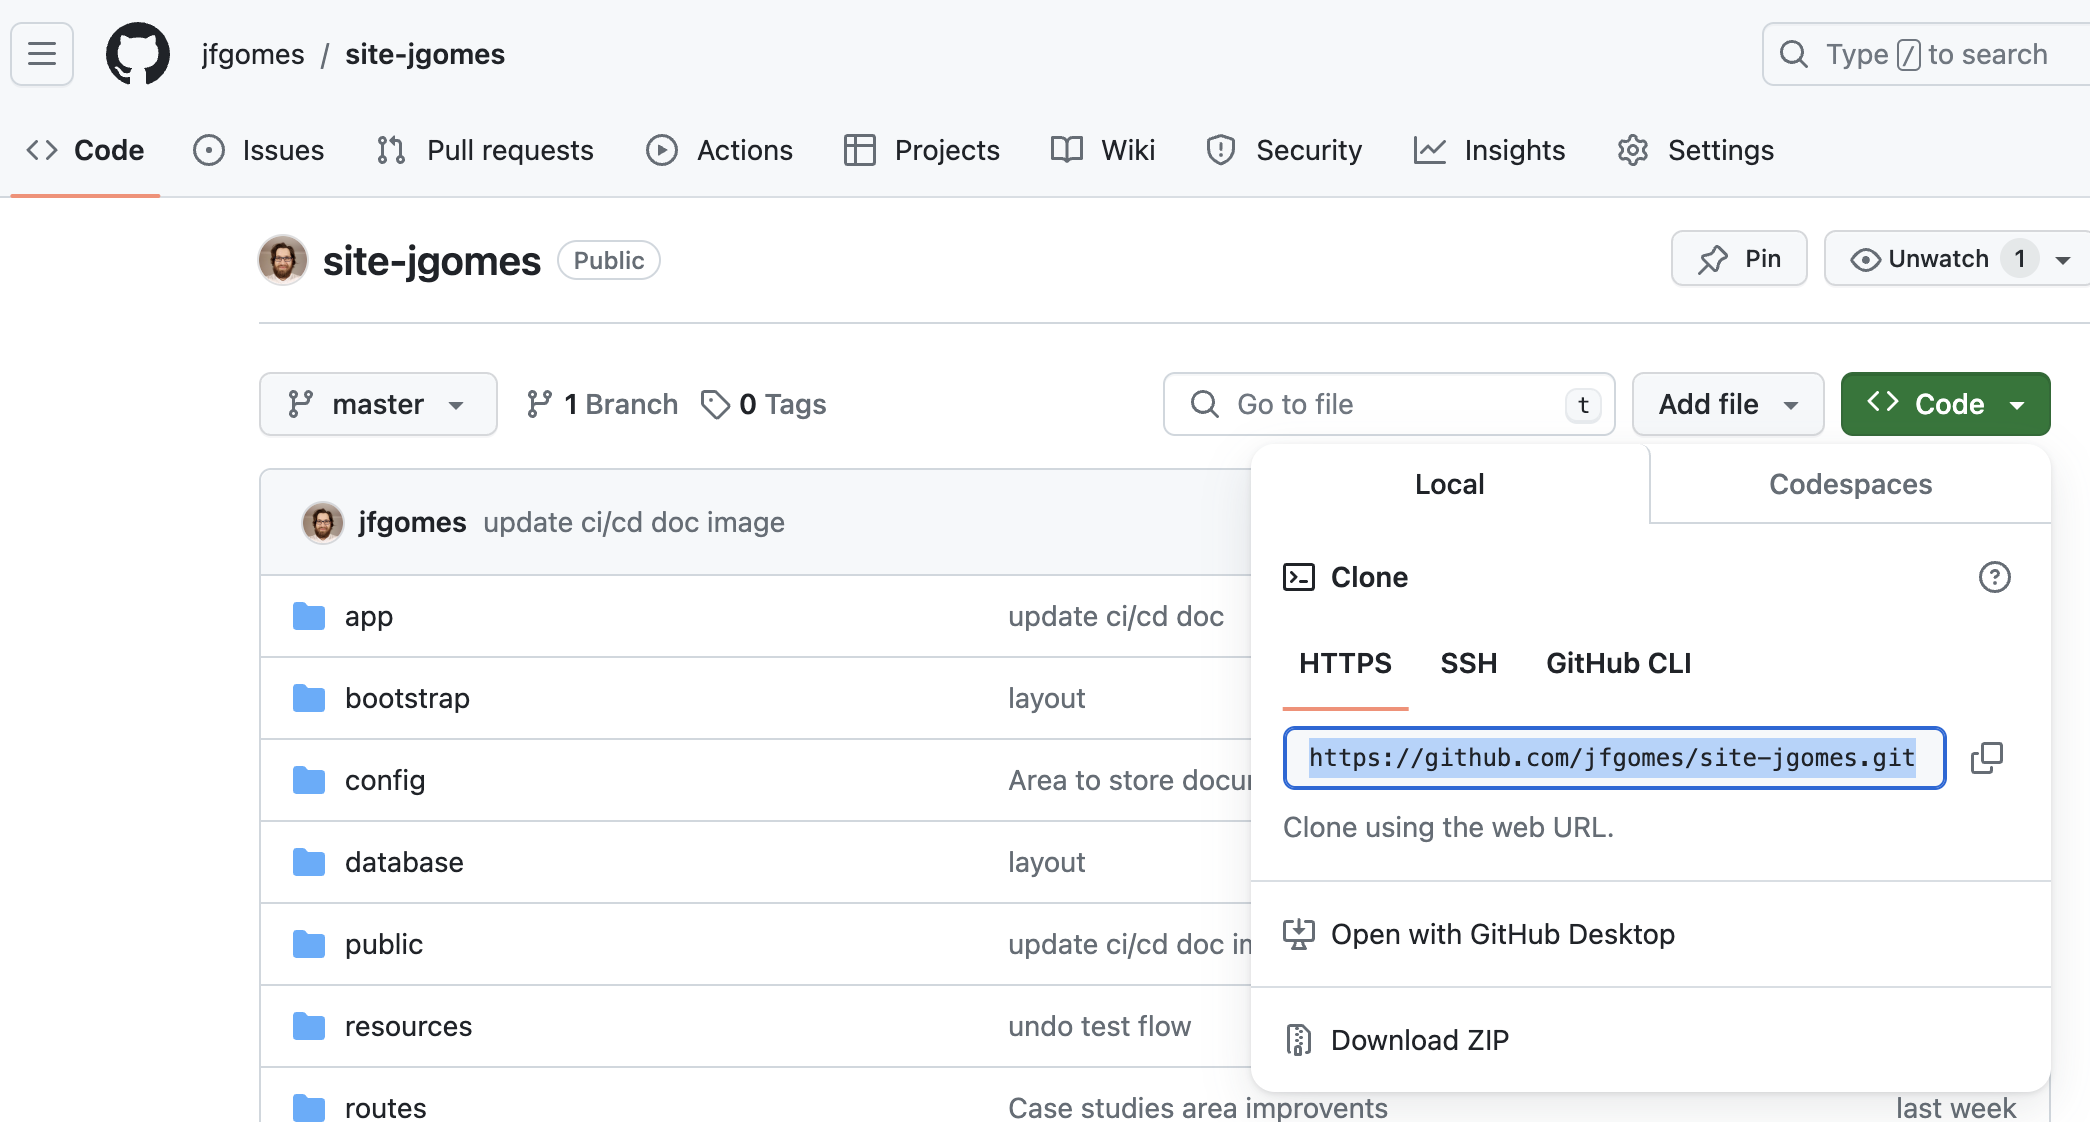 jfgomes / site-jgomes
Type / to search
Code Issues Pull requests Actions Projects Wiki Security Insights Settings
site-jgomes Public
Pin Unwatch 1
master 1 Branch 0 Tags
Go to file t Add file Code
jfgomes update ci/cd doc image
app update ci/cd doc
bootstrap layout
config Area to store docu
database layout
public update ci/cd doc im
resources undo test flow
routes Case studies area improvents last week
Local Codespaces
Clone
HTTPS SSH GitHub CLI
https://github.com/jfgomes/site-jgomes.git
Clone using the web URL.
Open with GitHub Desktop
Download ZIP